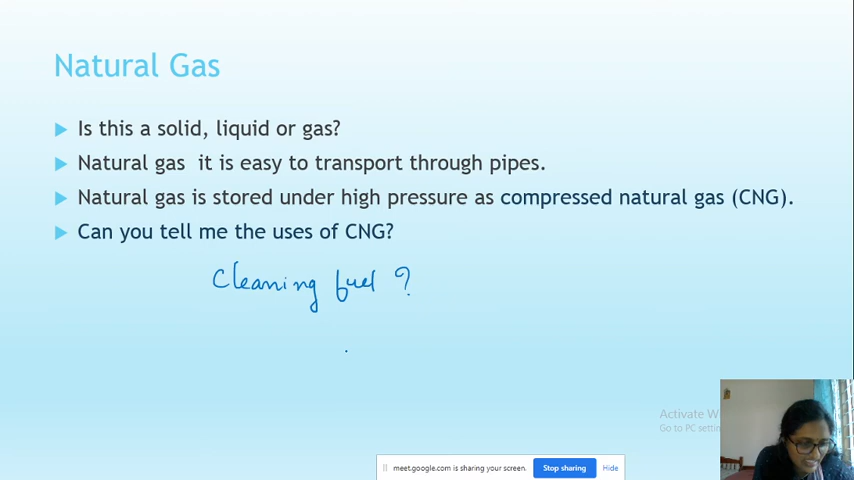 Natural Gas
Is this a solid, liquid or gas?
Natural gas it is easy to transport through pipes.
Natural gas is stored under high pressure as compressed natural gas (CNG).
Can you tell me the uses of CNG?
Cleaning fuel ?
Activate W
Go to PC settin
meet.google.com is sharing your screen.
Stop sharing
Hide